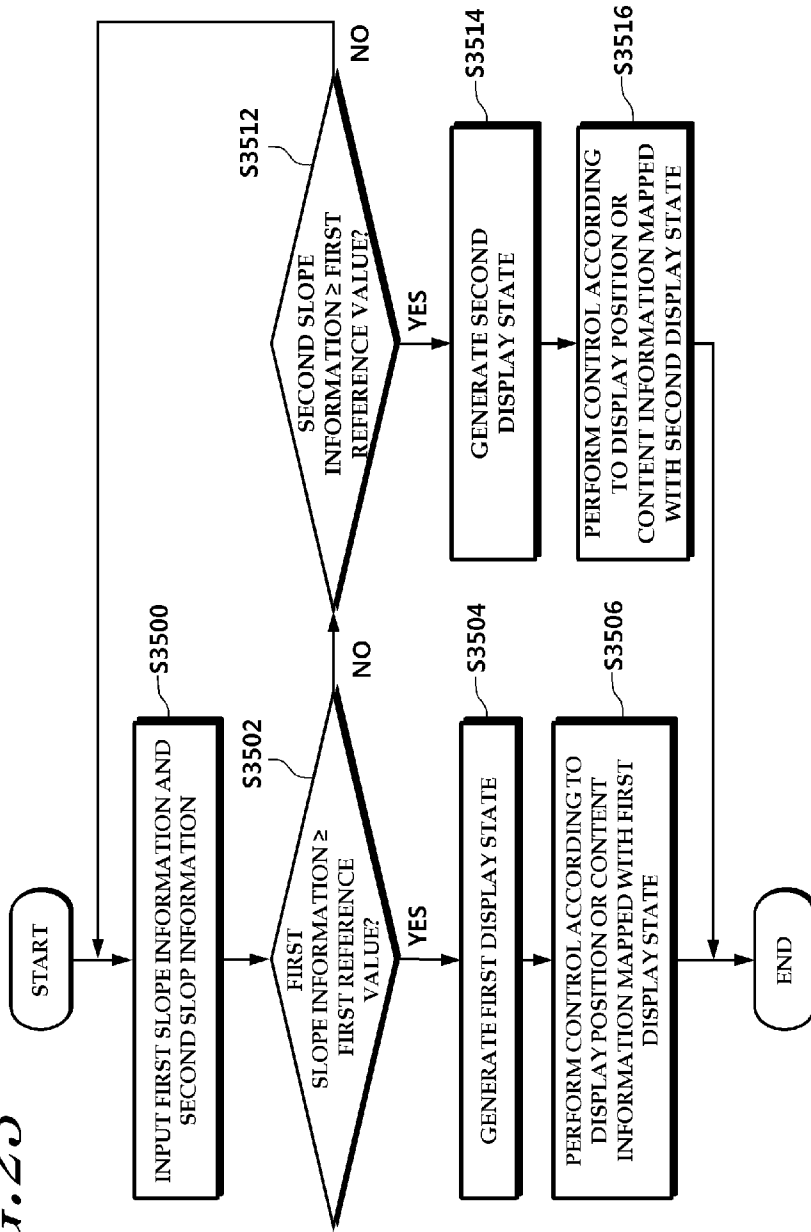 START
INPUT FIRST SLOPE INFORMATION AND
SECOND SLOP INFORMATION
S3500
FIRST
SLOPE INFORMATION ≥
FIRST REFERENCE
VALUE?
S3502
NO
YES
GENERATE FIRST DISPLAY STATE
S3504
PERFORM CONTROL ACCORDING TO
DISPLAY POSITION OR CONTENT
INFORMATION MAPPED WITH FIRST
DISPLAY STATE
S3506
SECOND SLOPE
INFORMATION ≥ FIRST
REFERENCE VALUE?
S3512
NO
YES
GENERATE SECOND
DISPLAY STATE
S3514
PERFORM CONTROL ACCORDING
TO DISPLAY POSITION OR
CONTENT INFORMATION MAPPED
WITH SECOND DISPLAY STATE
S3516
END